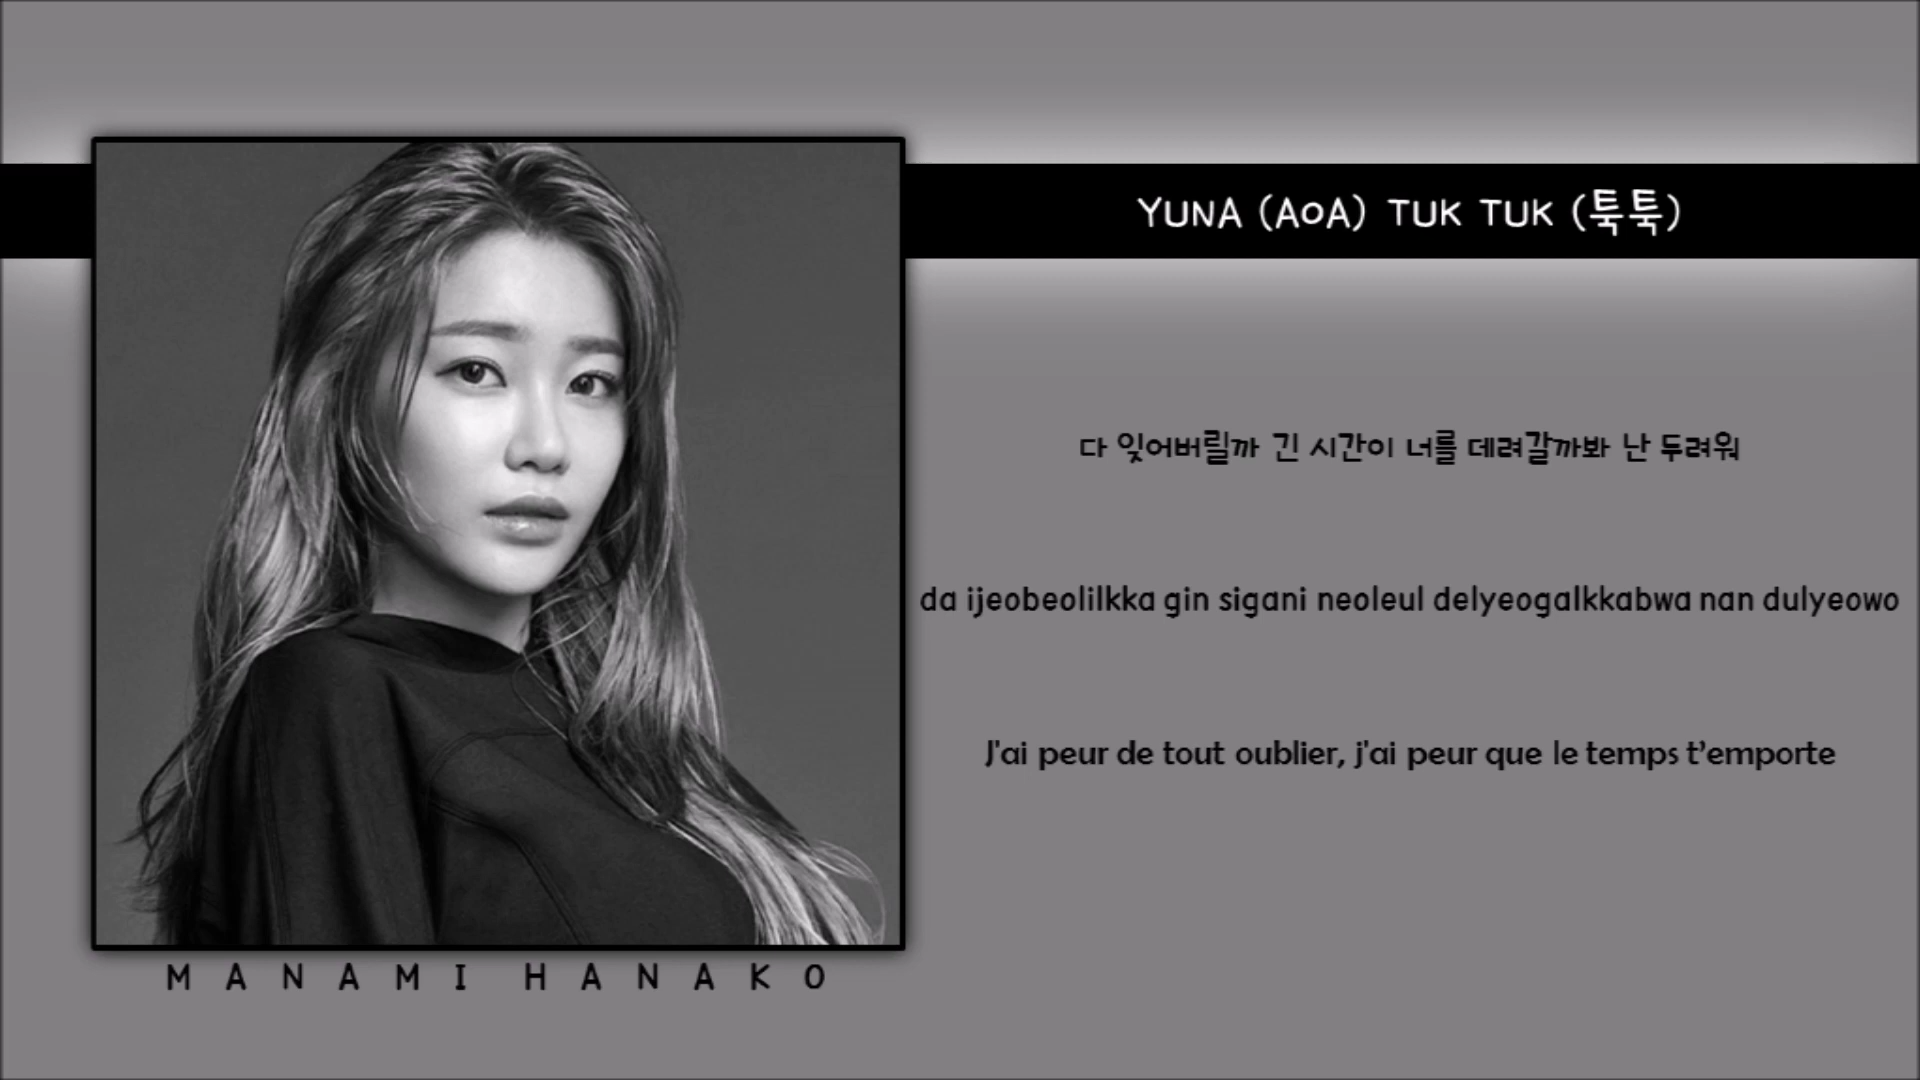 YUNA (AOA) TUK TUK (툭툭)
다 잊어버릴까 긴 시간이 너를 데려갈까봐 난 두려워
da ijeobeolilkka gin sigani neoleul delyeogalkkabwa nan dulyeowo
J'ai peur de tout oublier, j'ai peur que le temps t’emporte
MANAMI HANAKO